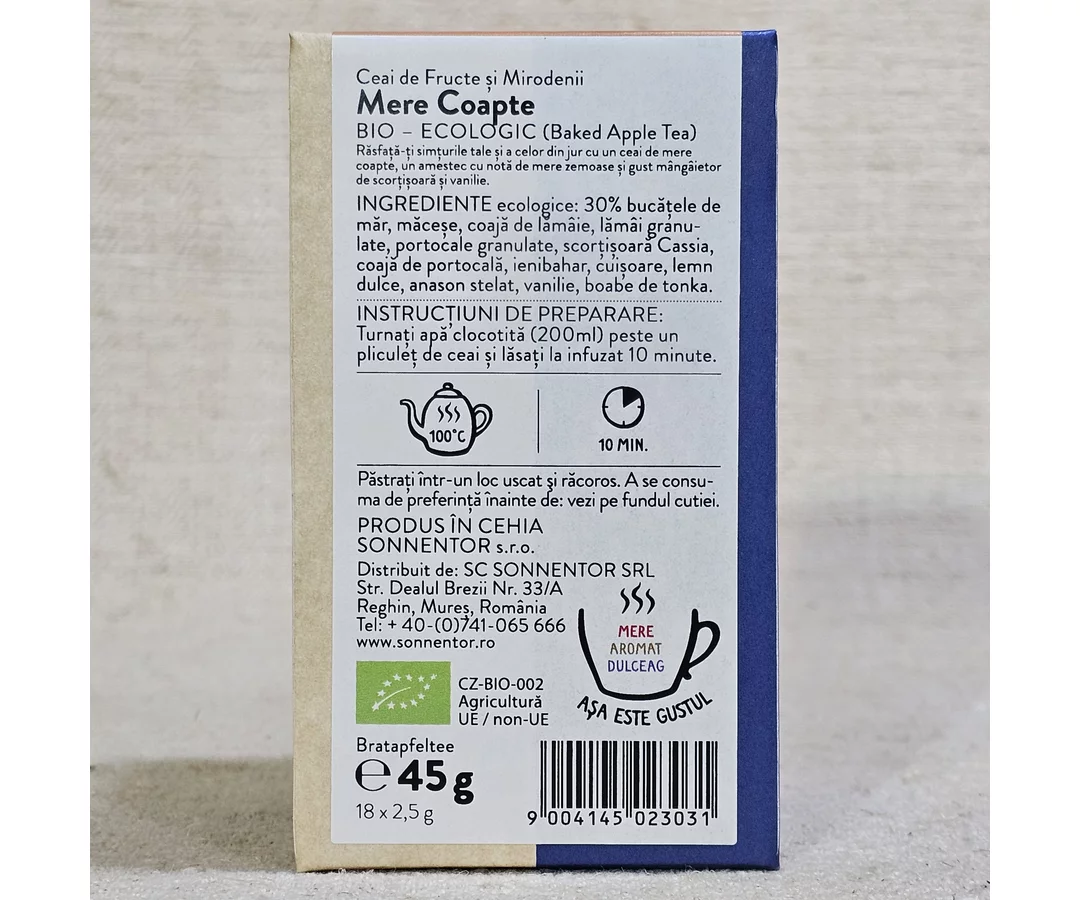 Ceai de Fructe și Mirodenii
Mere Coapte
BIO – ECOLOGIC (Baked Apple Tea)
Răsfață-ți simțurile tale și a celor din jur cu un ceai de mere
coapte, un amestec cu notă de mere zemoase și gust mângâietor
de scorțișoară și vanilie.
INGREDIENTE ecologice: 30% bucățele de
măr, măceșe, coajă de lămâie, lămâi granu-
late, portocale granulate, scorțișoară Cassia,
coajă de portocală, ienibahar, cuișoare, lemn
dulce, anason stelat, vanilie, boabe de tonka.
INSTRUCȚIUNI DE PREPARARE:
Turnați apă clocotită (200ml) peste un
pliculeț de ceai și lăsați la infuzat 10 minute.
100°C
10 MIN.
Păstrați într-un loc uscat și răcoros. A se consu-
ma de preferință înainte de: vezi pe fundul cutiei.
PRODUS ÎN CEHIA
SONNENTOR s.r.o.
Distribuit de: SC SONNENTOR SRL
Str. Dealul Brezii Nr. 33/A
Reghin, Mureș, România
Tel: + 40-(0)741-065 666
www.sonnentor.ro
MERE
AROMAT
DULCEAG
AȘA ESTE GUSTUL
CZ-BIO-002
Agricultură
UE / non-UE
Bratapfeltee
℮ 45 g
18 x 2,5 g
9 004145 023031